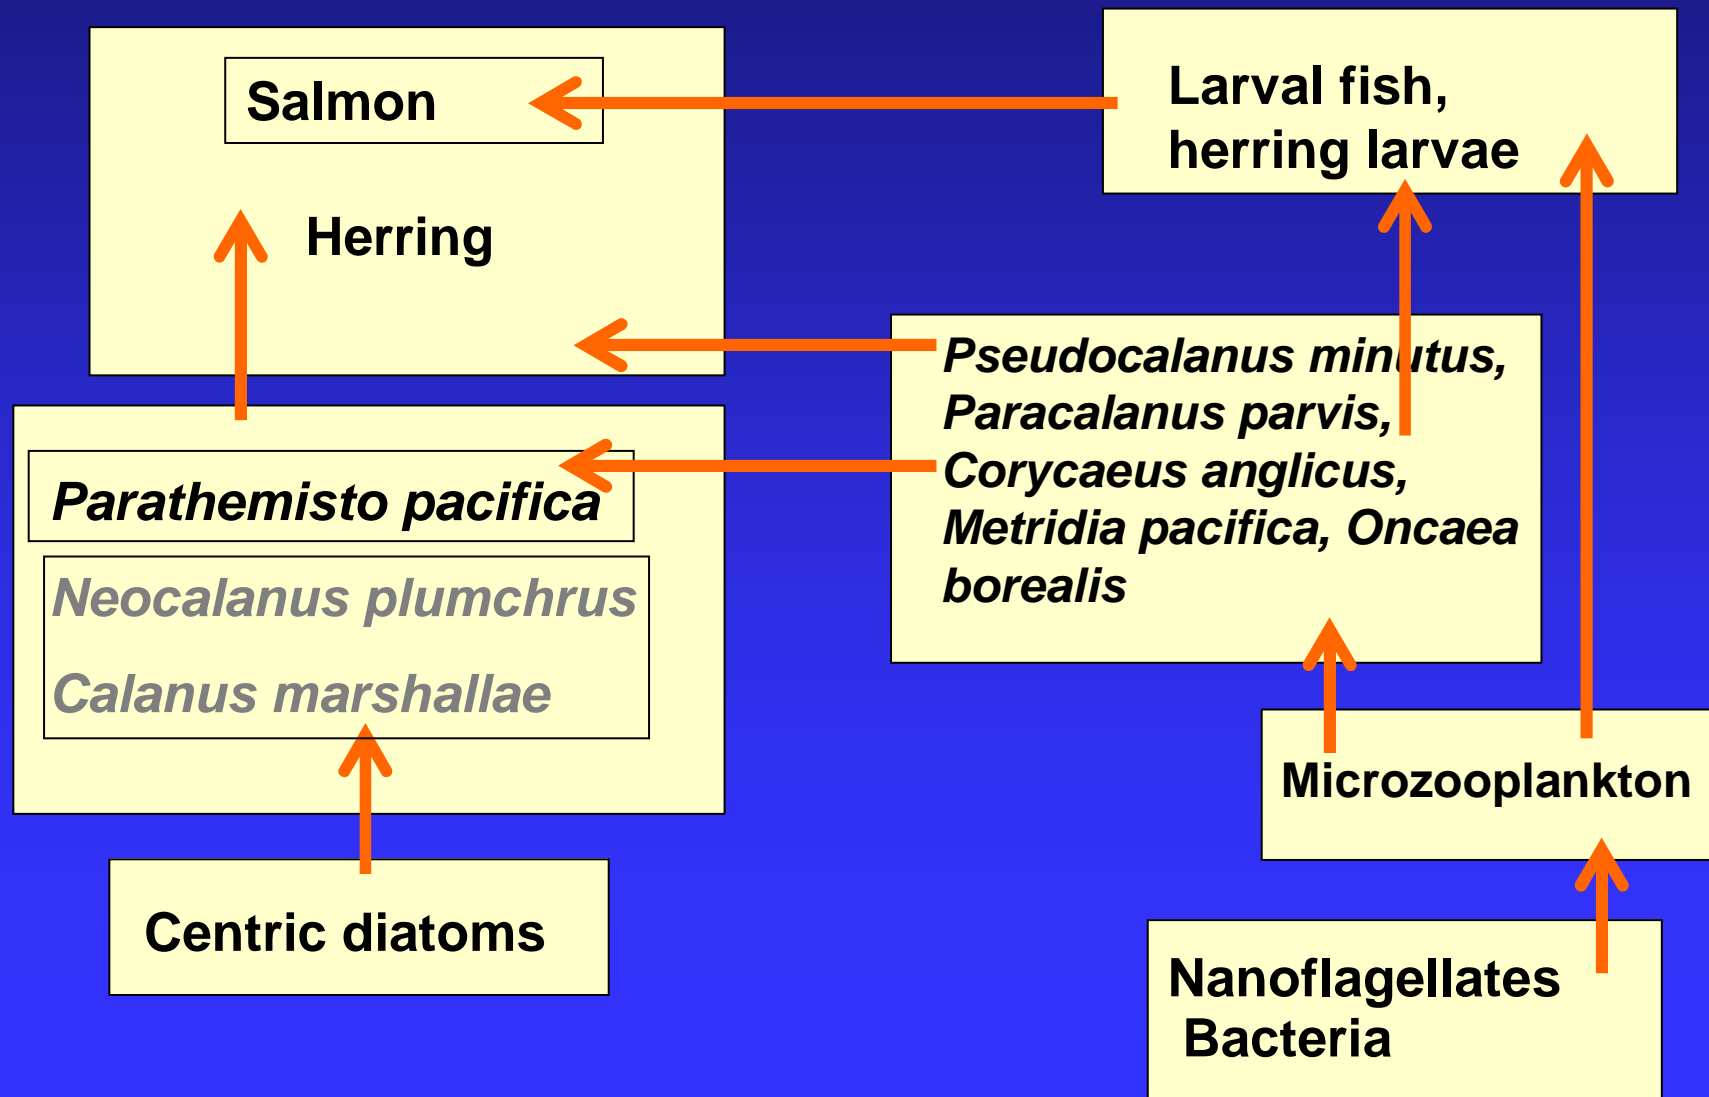 Salmon
Herring
Larval fish,
herring larvae
Pseudocalanus minutus,
Paracalanus parvis,
Corycaeus anglicus,
Metridia pacifica, Oncaea
borealis
Parathemisto pacifica
Neocalanus plumchrus
Calanus marshallae
Microzooplankton
Centric diatoms
Nanoflagellates
Bacteria